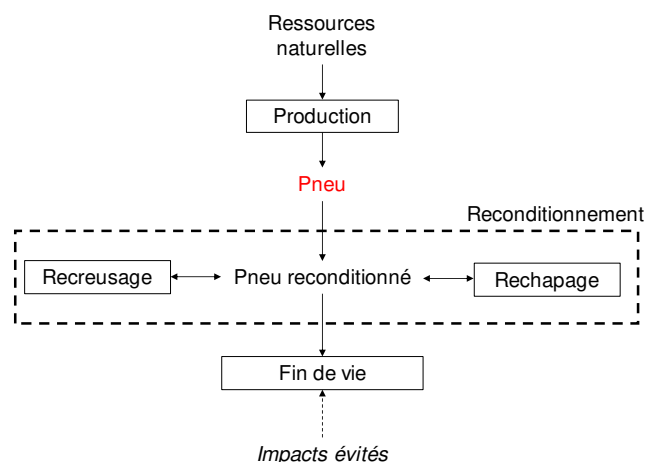 Ressources
naturelles
Production
Pneu
Reconditionnement
Recreusage
Pneu reconditionné
Rechapage
Fin de vie
Impacts évités